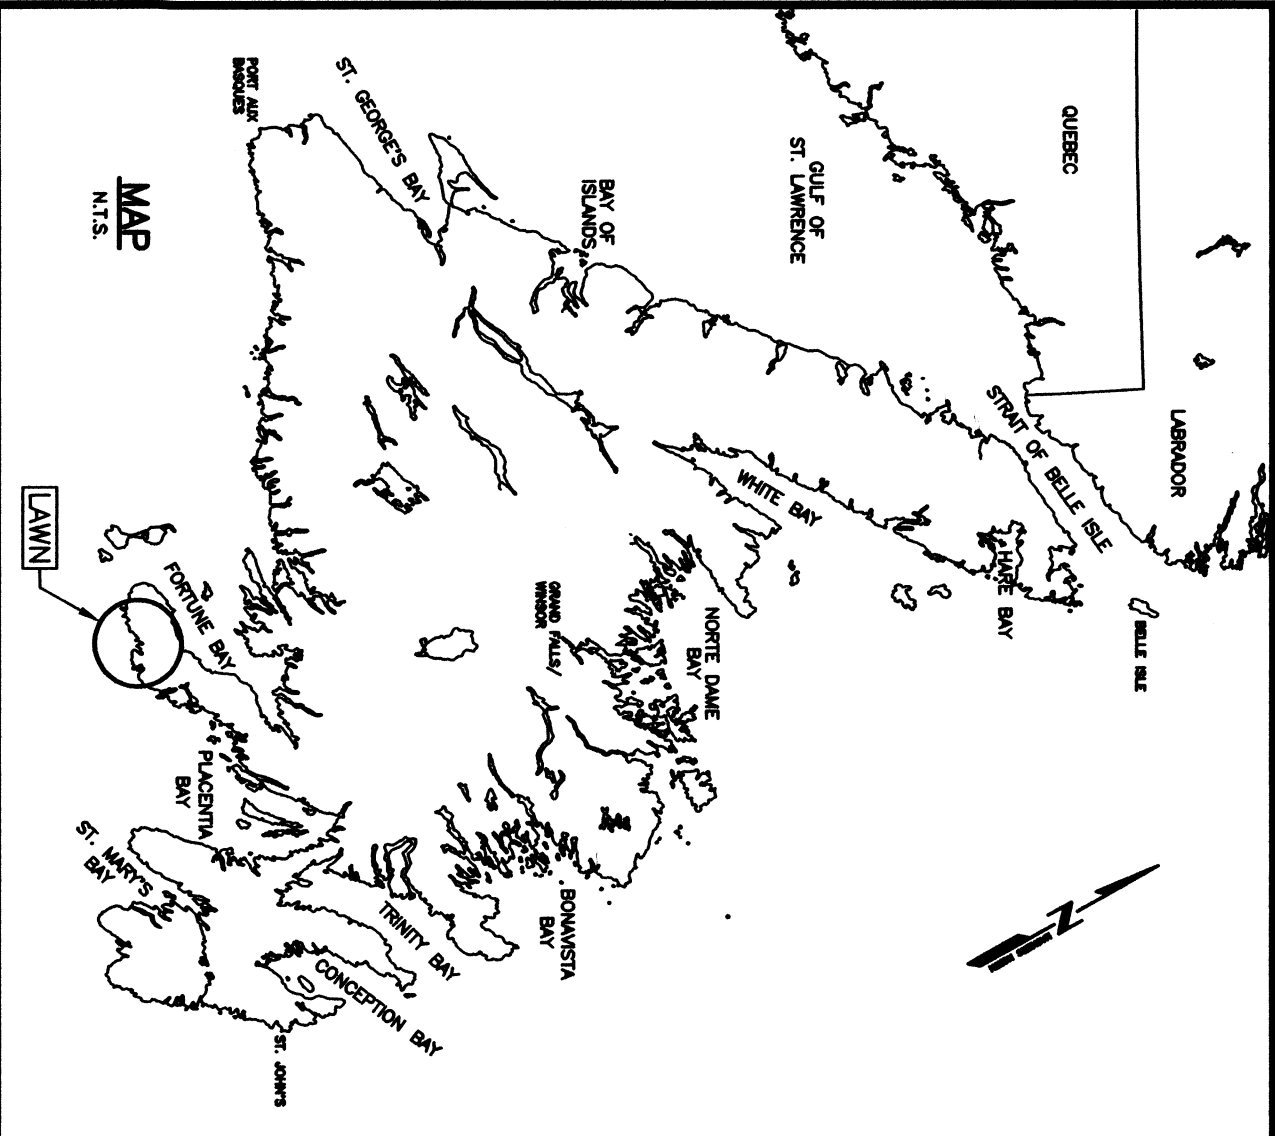 QUEBEC
LABRADOR
GULF OF
ST. LAWRENCE
STRAIT OF BELLE ISLE
BELLE ISLE
HARE BAY
WHITE BAY
BAY OF
ISLANDS
ST. GEORGE'S BAY
PORT AUX
BASQUES
NORTE DAME
BAY
GRAND FALLS/
WINSOR
BONAVISTA
BAY
TRINITY BAY
CONCEPTION BAY
ST. JOHN'S
FORTUNE BAY
PLACENTIA
BAY
ST. MARY'S
BAY
LAWN
MAP
N.T.S.
N